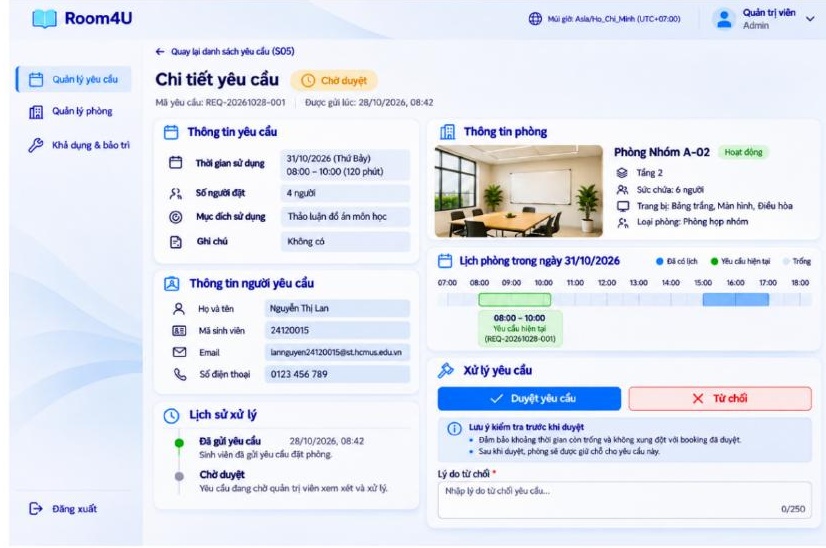 Room4U
Múi giờ: Asia/Ho_Chi_Minh (UTC+07:00)
Quản trị viên
Admin
Quản lý yêu cầu
Quản lý phòng
Khả dụng & bảo trì
Đăng xuất
← Quay lại danh sách yêu cầu (S05)
Chi tiết yêu cầu
Chờ duyệt
Mã yêu cầu: REQ-20261028-001
Được gửi lúc: 28/10/2026, 08:42
Thông tin yêu cầu
Thời gian sử dụng
31/10/2026 (Thứ Bảy)
08:00 – 10:00 (120 phút)
Số người đặt
4 người
Mục đích sử dụng
Thảo luận đồ án môn học
Ghi chú
Không có
Thông tin người yêu cầu
Họ và tên
Nguyễn Thị Lan
Mã sinh viên
24120015
Email
lannguyen24120015@st.hcmus.edu.vn
Số điện thoại
0123 456 789
Lịch sử xử lý
Đã gửi yêu cầu
28/10/2026, 08:42
Sinh viên đã gửi yêu cầu đặt phòng.
Chờ duyệt
Yêu cầu đang chờ quản trị viên xem xét và xử lý.
Thông tin phòng
Phòng Nhóm A-02
Hoạt động
Tầng 2
Sức chứa: 6 người
Trang bị: Bảng trắng, Màn hình, Điều hòa
Loại phòng: Phòng họp nhóm
Lịch phòng trong ngày 31/10/2026
Đã có lịch
Yêu cầu hiện tại
Trống
07:00 08:00 09:00 10:00 11:00 12:00 13:00 14:00 15:00 16:00 17:00 18:00
08:00 – 10:00
Yêu cầu hiện tại
(REQ-20261028-001)
Xử lý yêu cầu
Duyệt yêu cầu
Từ chối
Lưu ý kiểm tra trước khi duyệt
• Đảm bảo khoảng thời gian còn trống và không xung đột với booking đã duyệt.
• Sau khi duyệt, phòng sẽ được giữ chỗ cho yêu cầu này.
Lý do từ chối *
Nhập lý do từ chối yêu cầu...
0/250